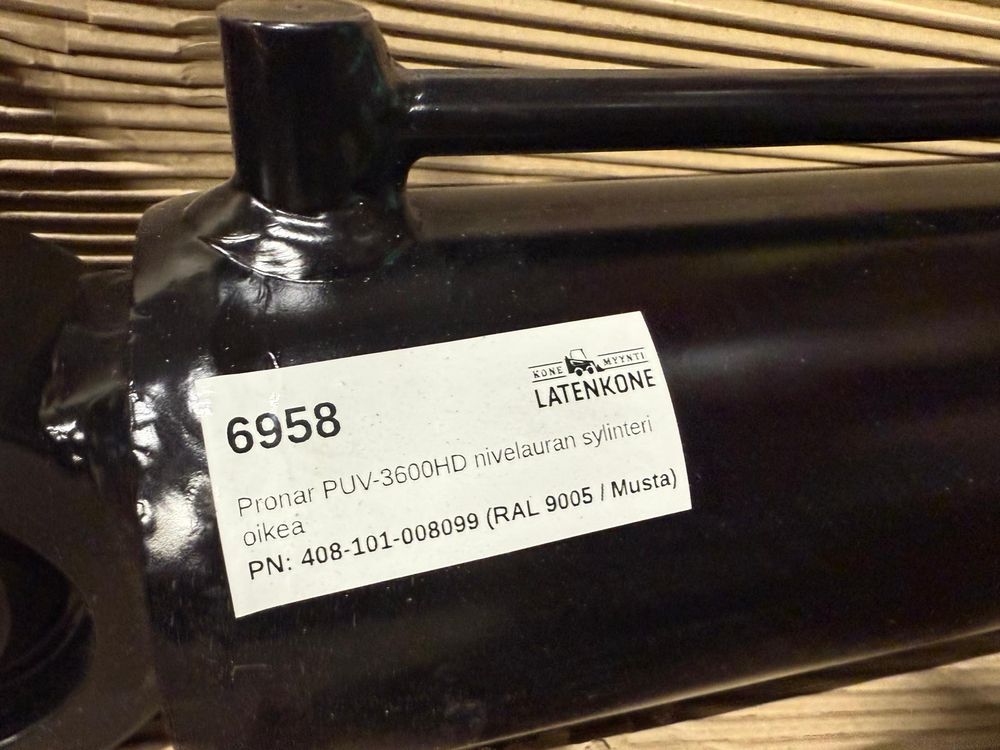 KONE MYYNTI
LATENKONE
6958
Pronar PUV-3600HD nivelauran sylinteri
oikea
PN: 408-101-008099 (RAL 9005 / Musta)